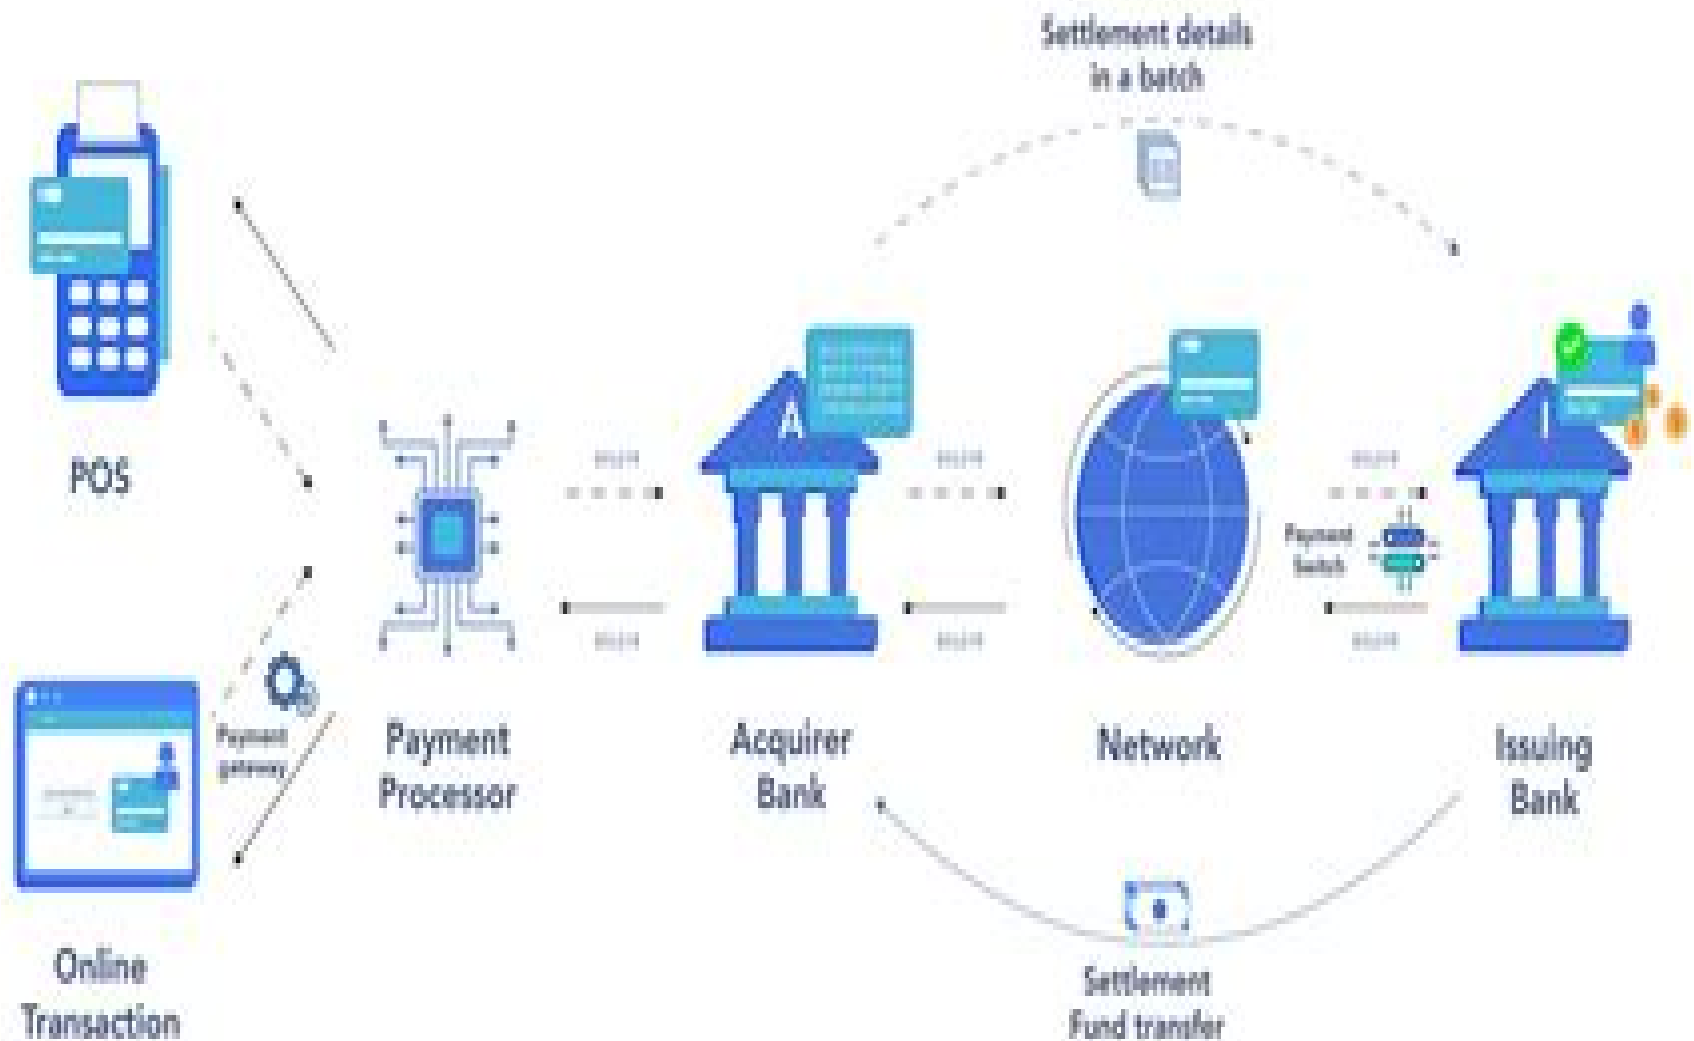 Settlement details
in a batch
POS
A
I
Payment
Switch
Payment
gateway
Payment
Processor
Acquirer
Bank
Network
Issuing
Bank
Online
Transaction
Settlement
Fund transfer